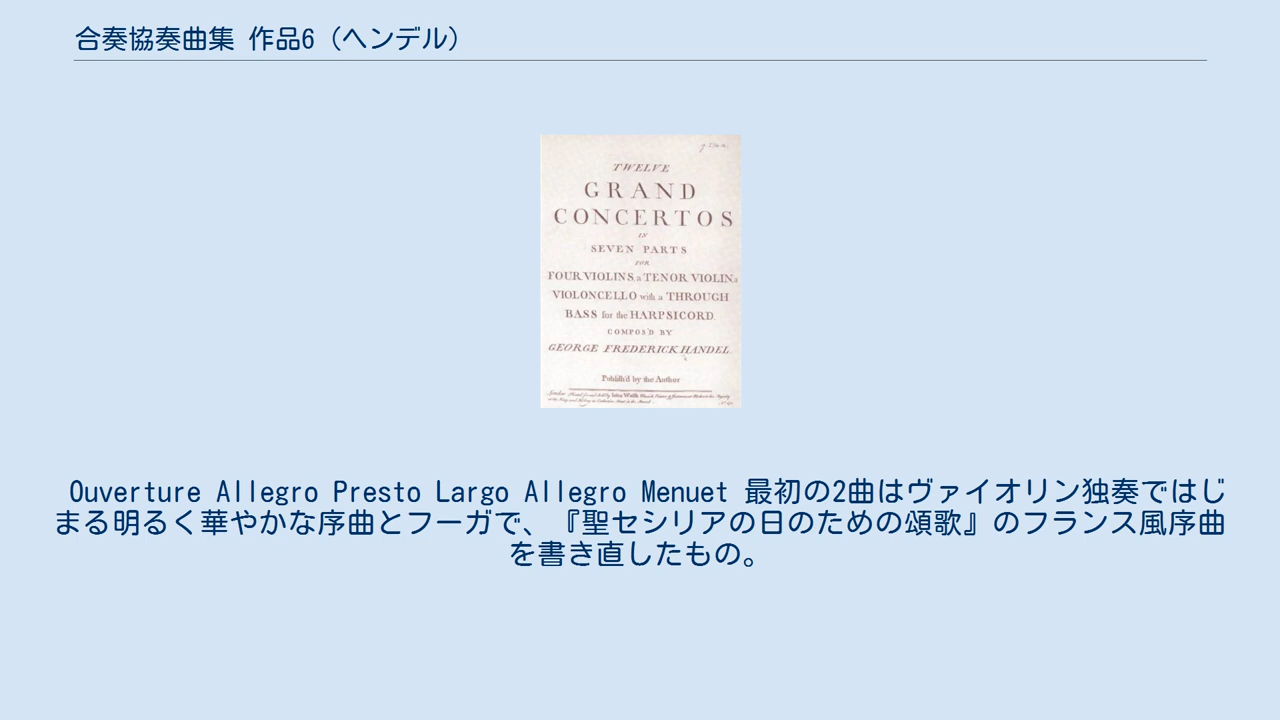 合奏協奏曲集 作品6（ヘンデル）
TWELVE
GRAND
CONCERTOS
IN
SEVEN PARTS
FOR
FOUR VIOLINS, a TENOR VIOLIN, a
VIOLONCELLO with a THROUGH
BASS for the HARPSICORD.
COMPOS'D BY
GEORGE FREDERICK HANDEL.
Publish'd by the Author
London
Ouverture Allegro Presto Largo Allegro Menuet 最初の2曲はヴァイオリン独奏ではじ
まる明るく華やかな序曲とフーガで、『聖セシリアの日のための頌歌』のフランス風序曲
を書き直したもの。